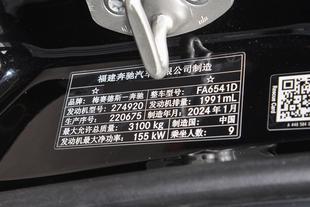 福建奔驰汽车有限公司制造
品牌：梅赛德斯－奔驰 整车型号：FA6541D
发动机型号：274920 发动机排量：1991mL
生产序号：220675 制造年月：2024年1月
最大允许总质量：3100kg 制造国：中国
发动机最大净功率：155kW 乘坐人数：9